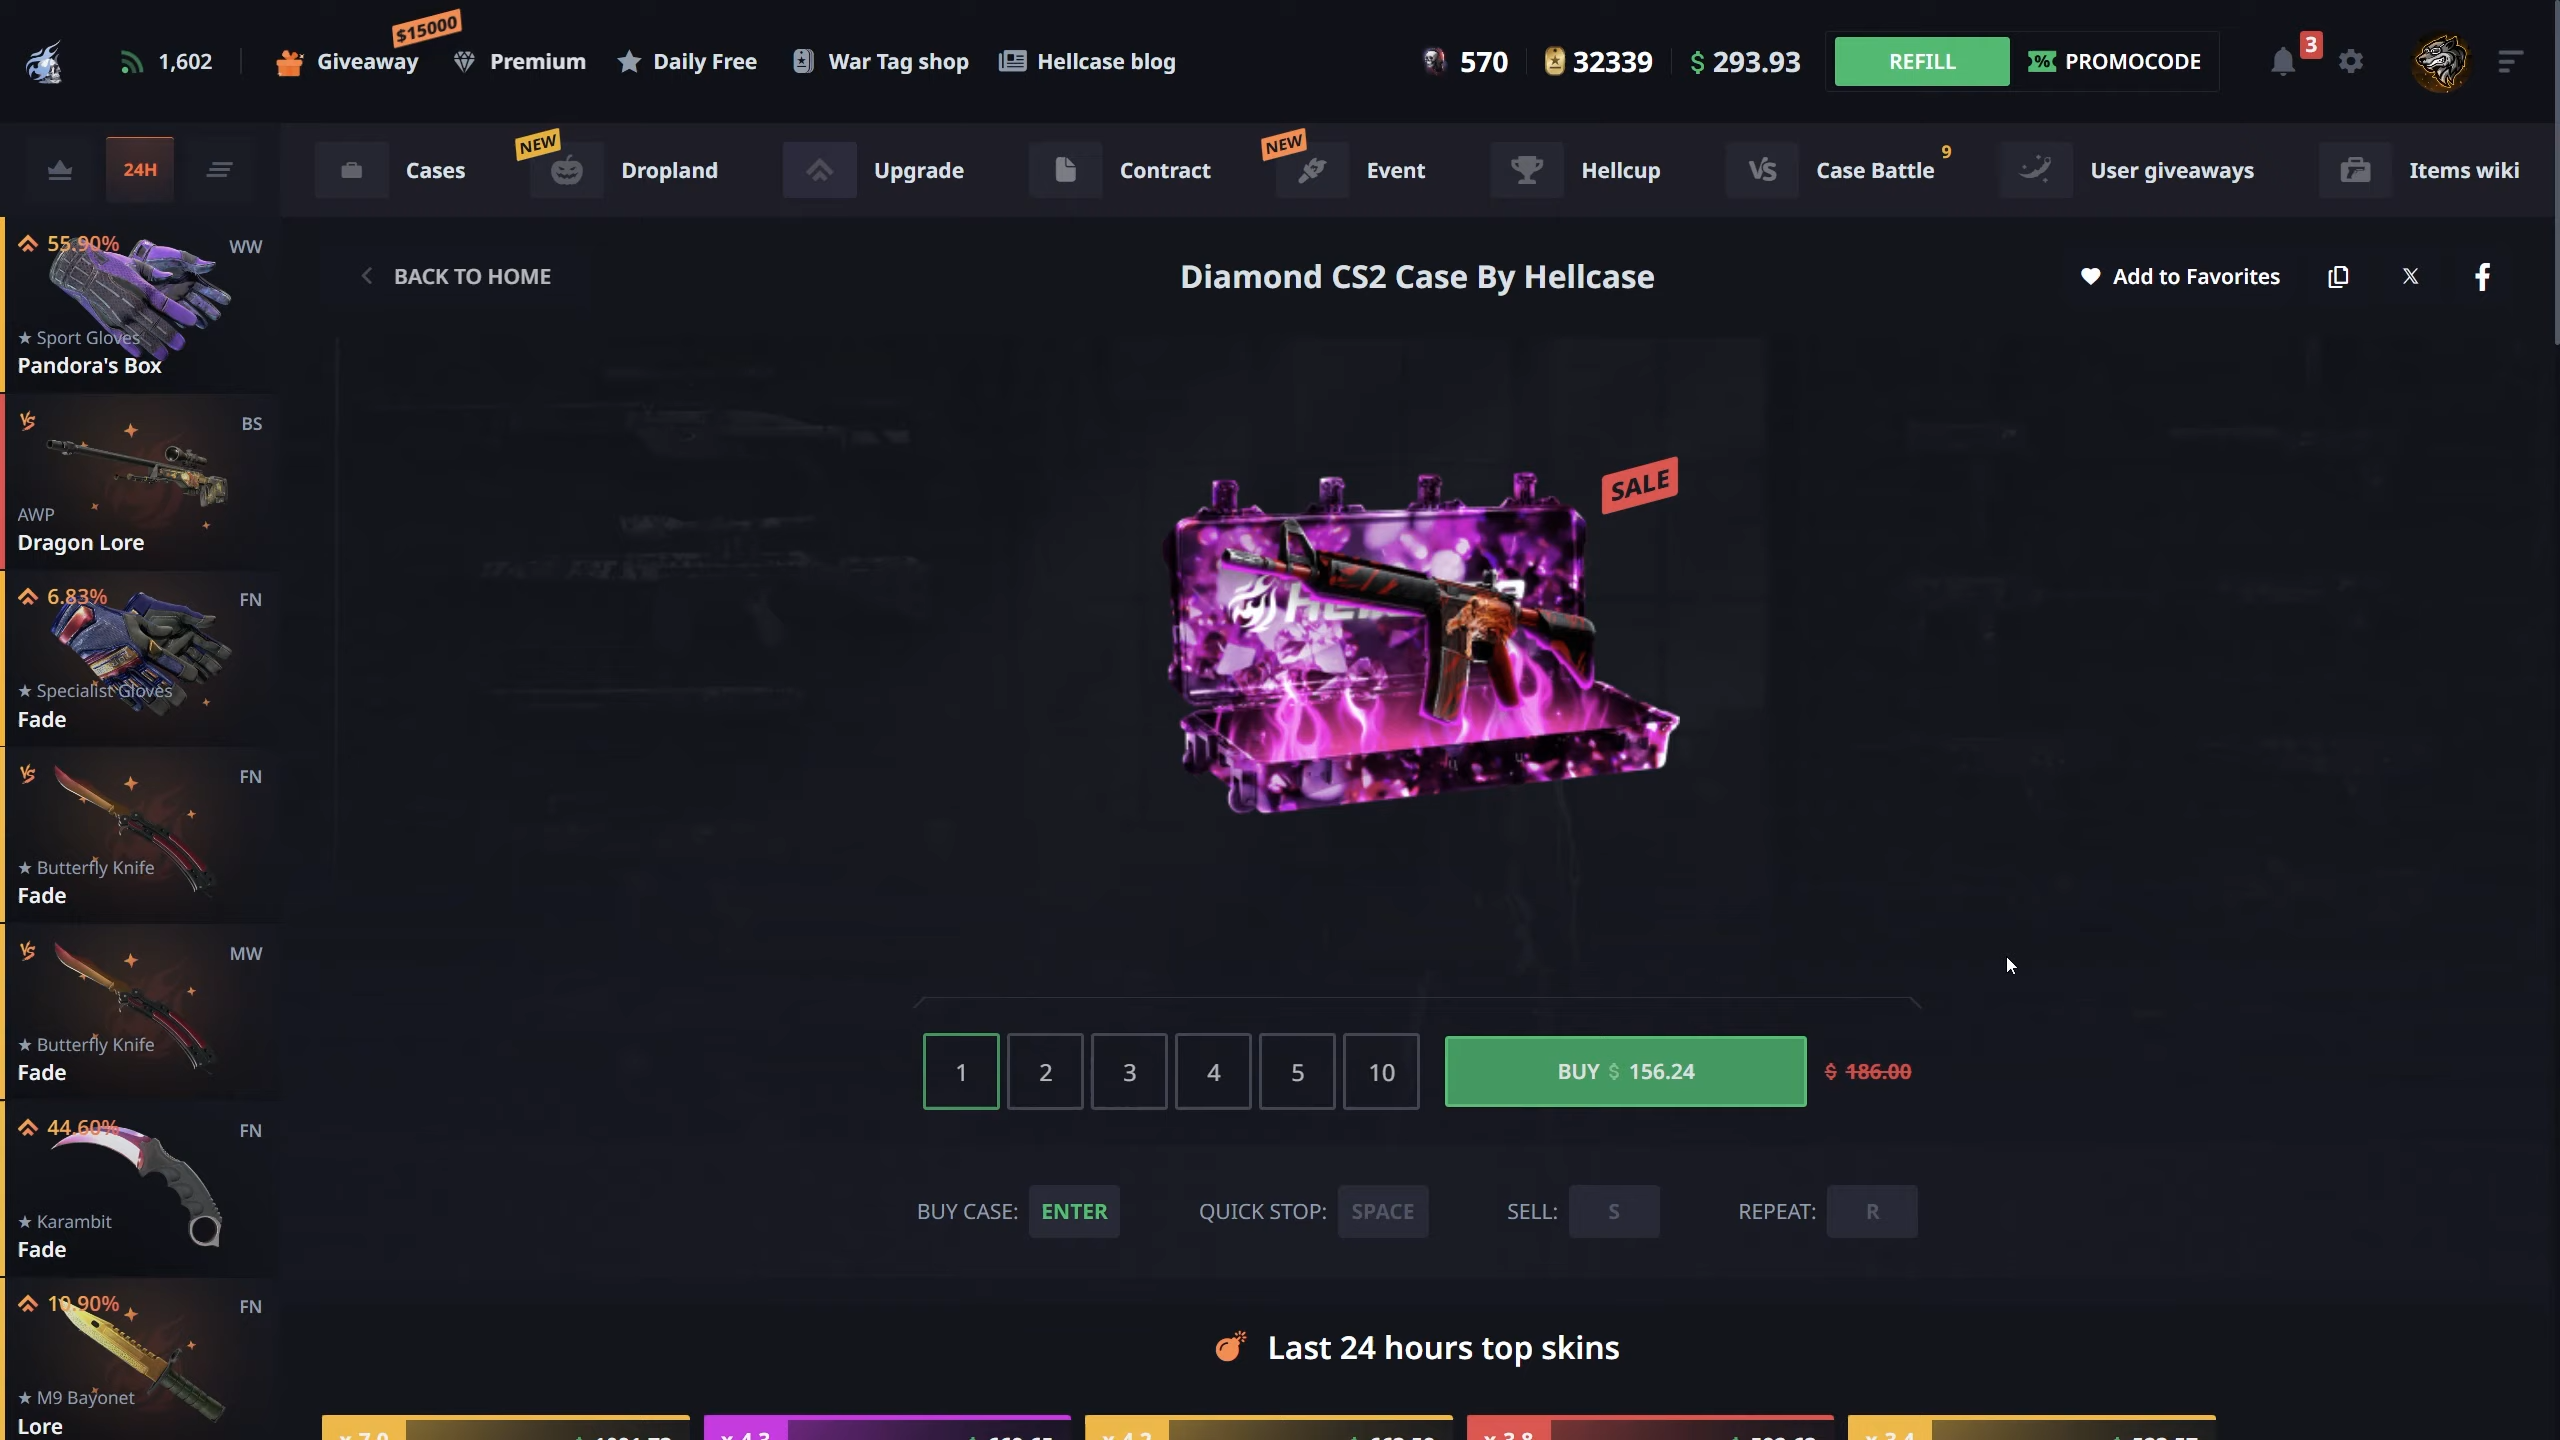 $15000
1,602
Giveaway
Premium
Daily Free
War Tag shop
Hellcase blog
570
32339
$ 293.93
REFILL
PROMOCODE
3
24H
Cases
NEW
Dropland
Upgrade
Contract
NEW
Event
Hellcup
VS
Case Battle
9
User giveaways
Items wiki
BACK TO HOME
Diamond CS2 Case By Hellcase
Add to Favorites
55.90%
WW
★ Sport Gloves
Pandora's Box
VS
BS
AWP
Dragon Lore
6.83%
FN
★ Specialist Gloves
Fade
VS
FN
★ Butterfly Knife
Fade
VS
MW
★ Butterfly Knife
Fade
44.60%
FN
★ Karambit
Fade
10.90%
FN
★ M9 Bayonet
Lore
SALE
1
2
3
4
5
10
BUY $ 156.24
$ 186.00
BUY CASE: ENTER
QUICK STOP: SPACE
SELL: S
REPEAT: R
Last 24 hours top skins